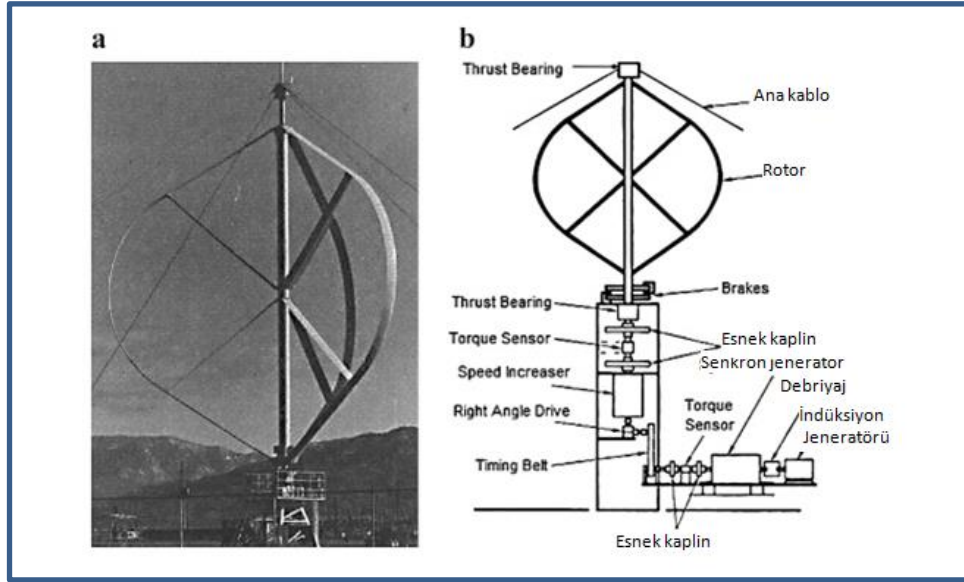 a
b
Thrust Bearing
Ana kablo
Rotor
Brakes
Thrust Bearing
Esnek kaplin
Torque Sensor
Senkron jeneratör
Speed Increaser
Debriyaj
Right Angle Drive
Torque
Sensor
İndüksiyon
Jeneratörü
Timing Belt
Esnek kaplin